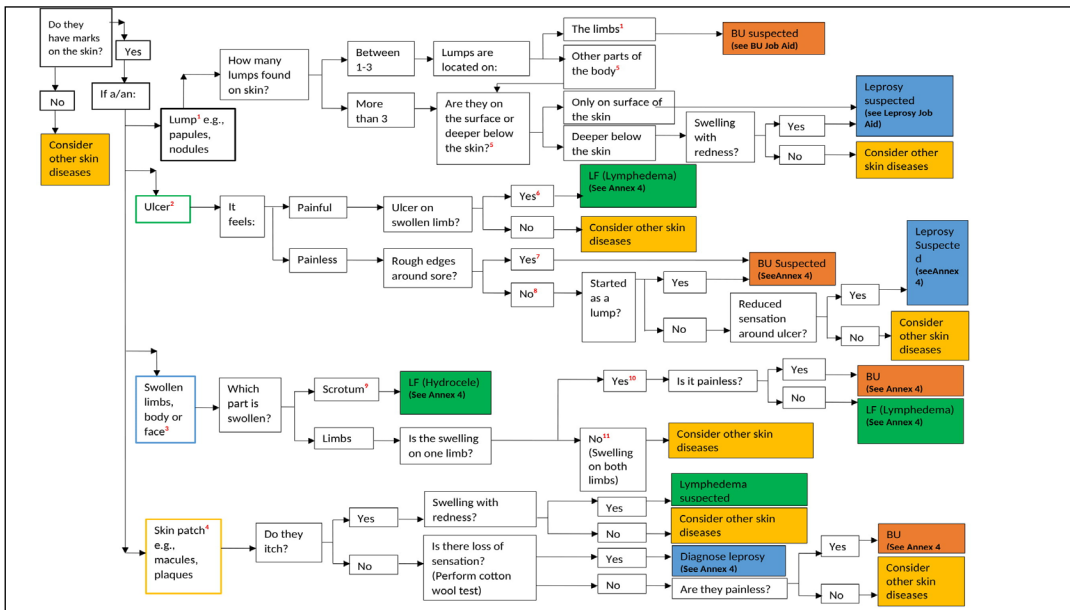 Do they
have marks
on the skin?
Yes
No
If a/an:
Consider
other skin
diseases
Lump1 e.g.,
papules,
nodules
How many
lumps found
on skin?
Between
1-3
Lumps are
located on:
The limbs1
BU suspected
(see BU Job Aid)
Other parts
of the body5
More
than 3
Are they on
the surface or
deeper below
the skin?5
Only on surface of
the skin
Leprosy
suspected
(see Leprosy Job
Aid)
Deeper below
the skin
Swelling
with
redness?
Yes
No
Consider other
skin diseases
Ulcer2
It
feels:
Painful
Ulcer on
swollen limb?
Yes6
LF (Lymphedema)
(See Annex 4)
No
Consider other skin
diseases
Painless
Rough edges
around sore?
Yes7
BU Suspected
(SeeAnnex 4)
No8
Started
as a
lump?
Yes
No
Reduced
sensation
around ulcer?
Yes
Leprosy
Suspecte
d
(seeAnnex
4)
No
Consider
other skin
diseases
Swollen
limbs,
body or
face3
Which
part is
swollen?
Scrotum9
LF (Hydrocele)
(See Annex 4)
Limbs
Is the swelling
on one limb?
Yes10
Is it painless?
Yes
BU
(See Annex 4)
No
LF (Lymphedema)
(See Annex 4)
No11
(Swelling
on both
limbs)
Consider other skin
diseases
Skin patch4
e.g.,
macules,
plaques
Do they
itch?
Yes
Swelling with
redness?
Yes
Lymphedema
suspected
No
Consider other skin
diseases
No
Is there loss of
sensation?
(Perform cotton
wool test)
Yes
Diagnose leprosy
(See Annex 4)
No
Are they painless?
Yes
BU
(See Annex 4
No
Consider
other skin
diseases